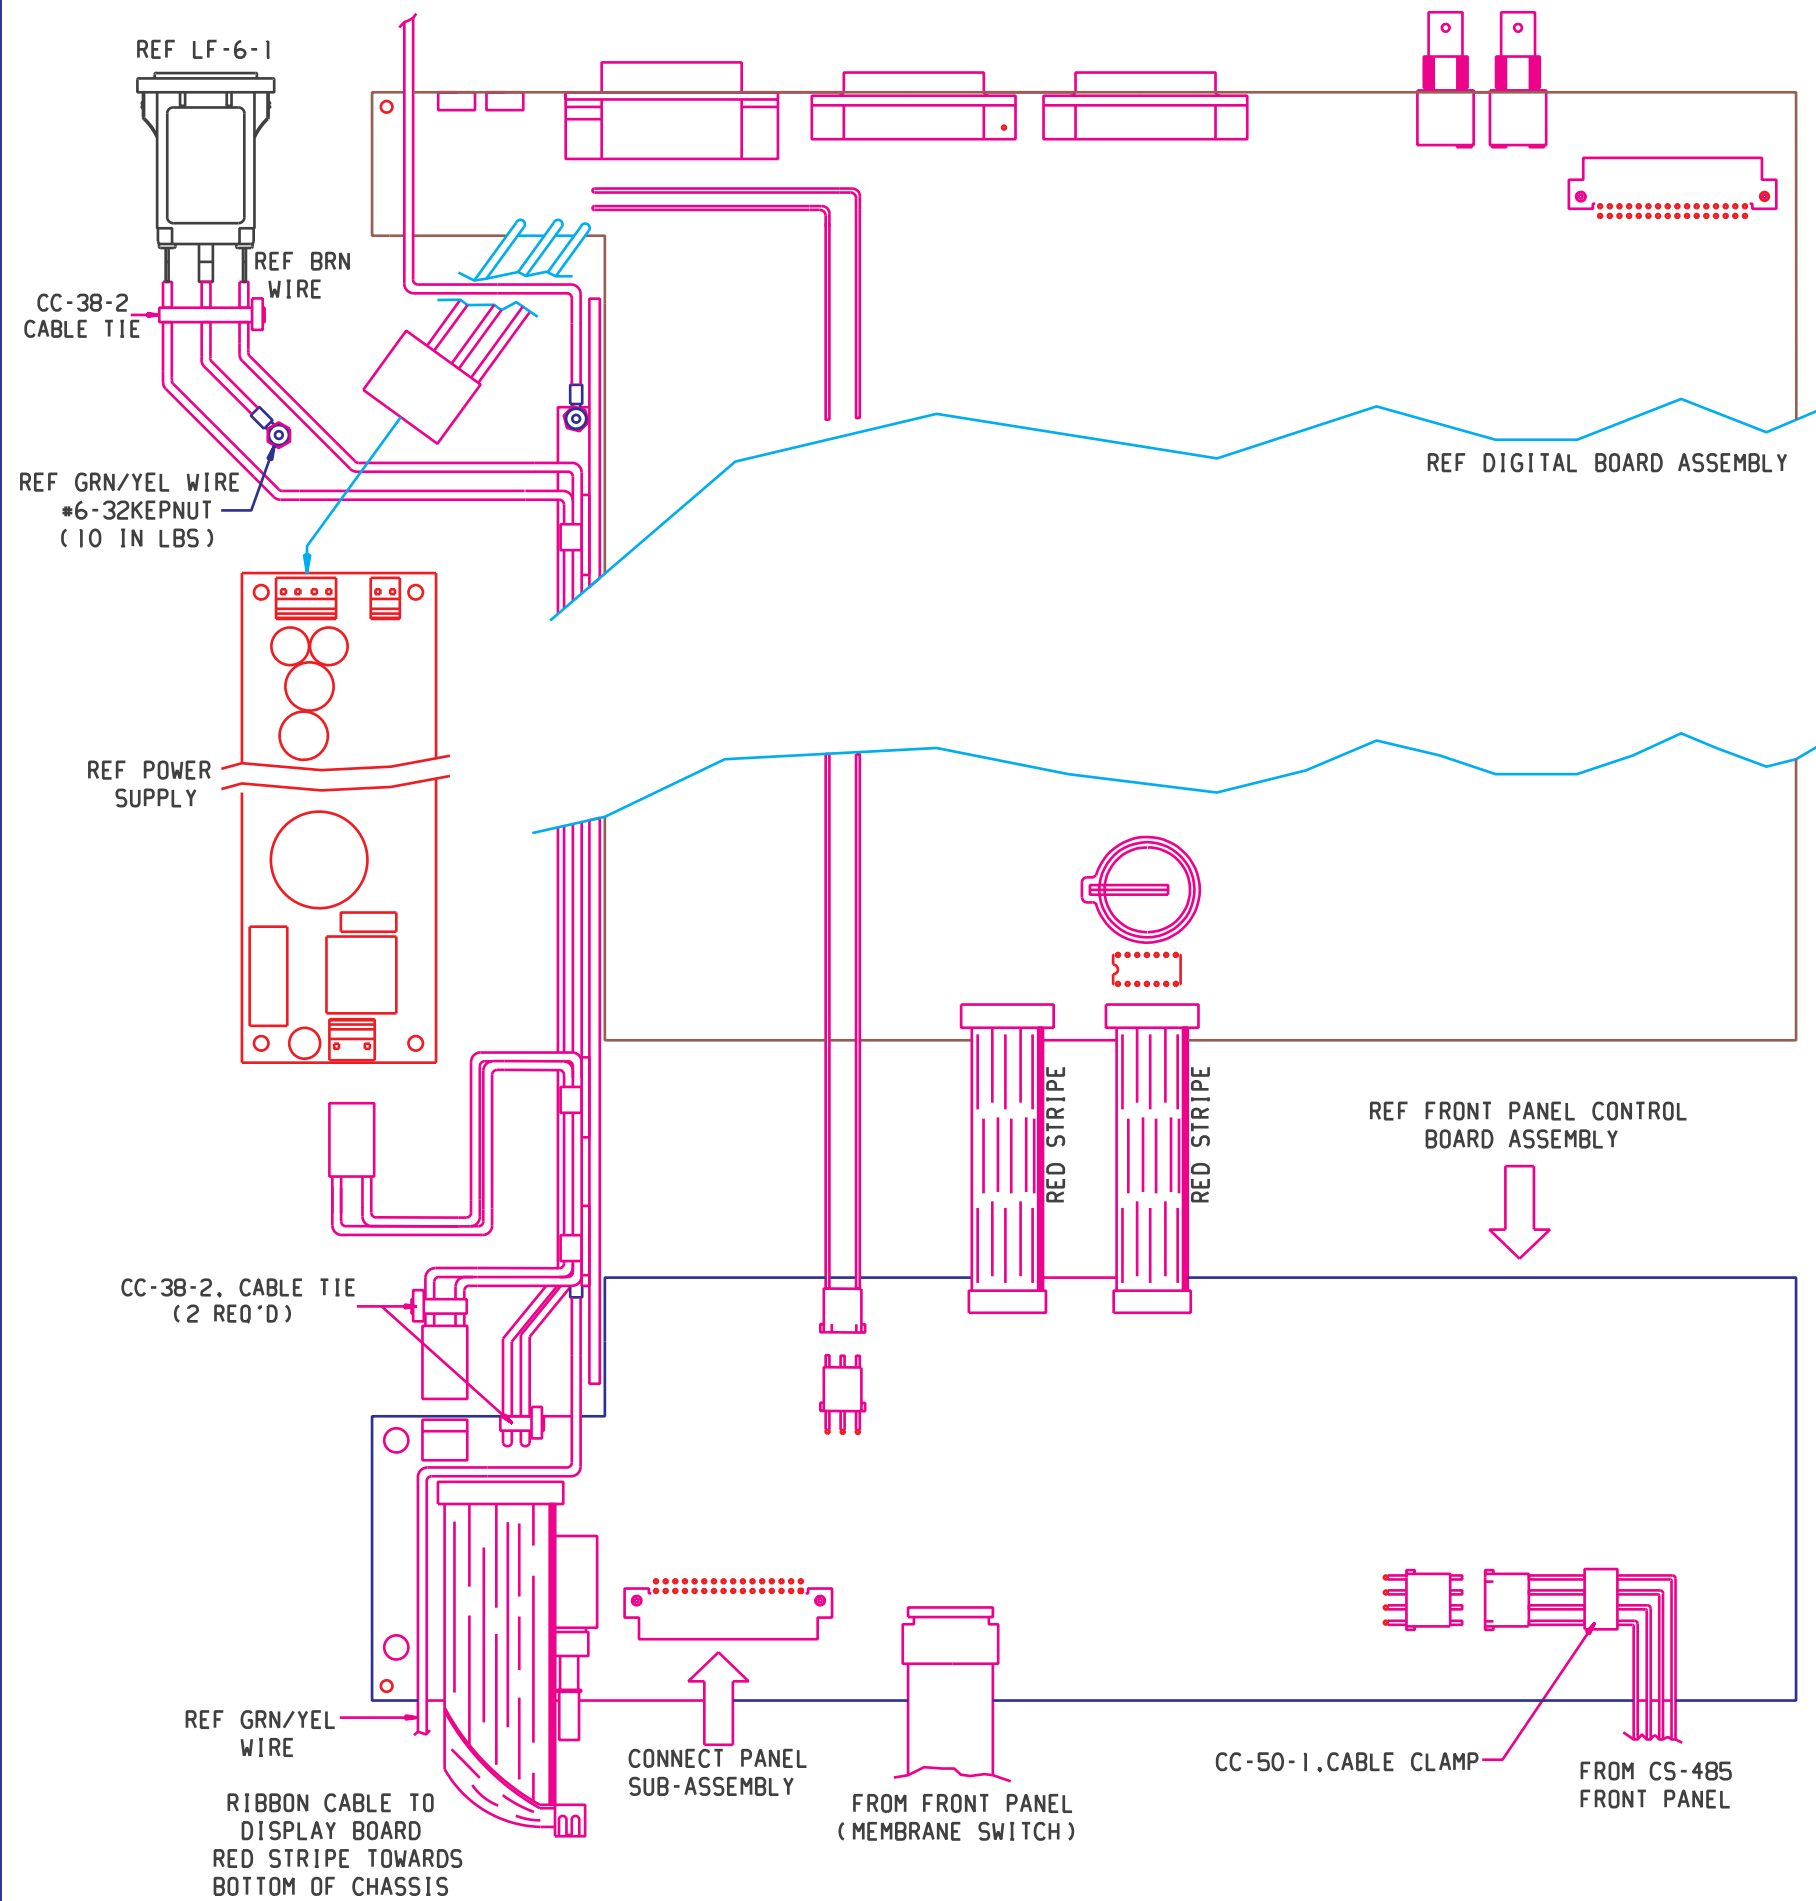 REF LF-6-1
REF BRN
WIRE
CC-38-2
CABLE TIE
REF GRN/YEL WIRE
#6-32KEPNUT
(10 IN LBS)
REF DIGITAL BOARD ASSEMBLY
REF POWER
SUPPLY
RED STRIPE
RED STRIPE
REF FRONT PANEL CONTROL
BOARD ASSEMBLY
CC-38-2, CABLE TIE
(2 REQ'D)
REF GRN/YEL
WIRE
CONNECT PANEL
SUB-ASSEMBLY
CC-50-1,CABLE CLAMP
FROM CS-485
FRONT PANEL
RIBBON CABLE TO
DISPLAY BOARD
RED STRIPE TOWARDS
BOTTOM OF CHASSIS
FROM FRONT PANEL
(MEMBRANE SWITCH)